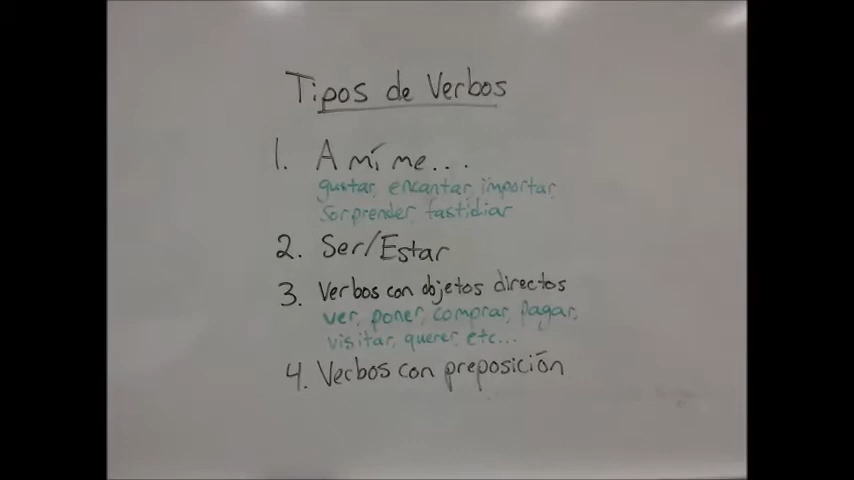 Tipos de Verbos
1. A mí me...
gustar, encantar, importar,
sorprender, fastidiar
2. Ser/Estar
3. Verbos con objetos directos
ver, poner, comprar, pagar,
visitar, querer, etc...
4. Verbos con preposición